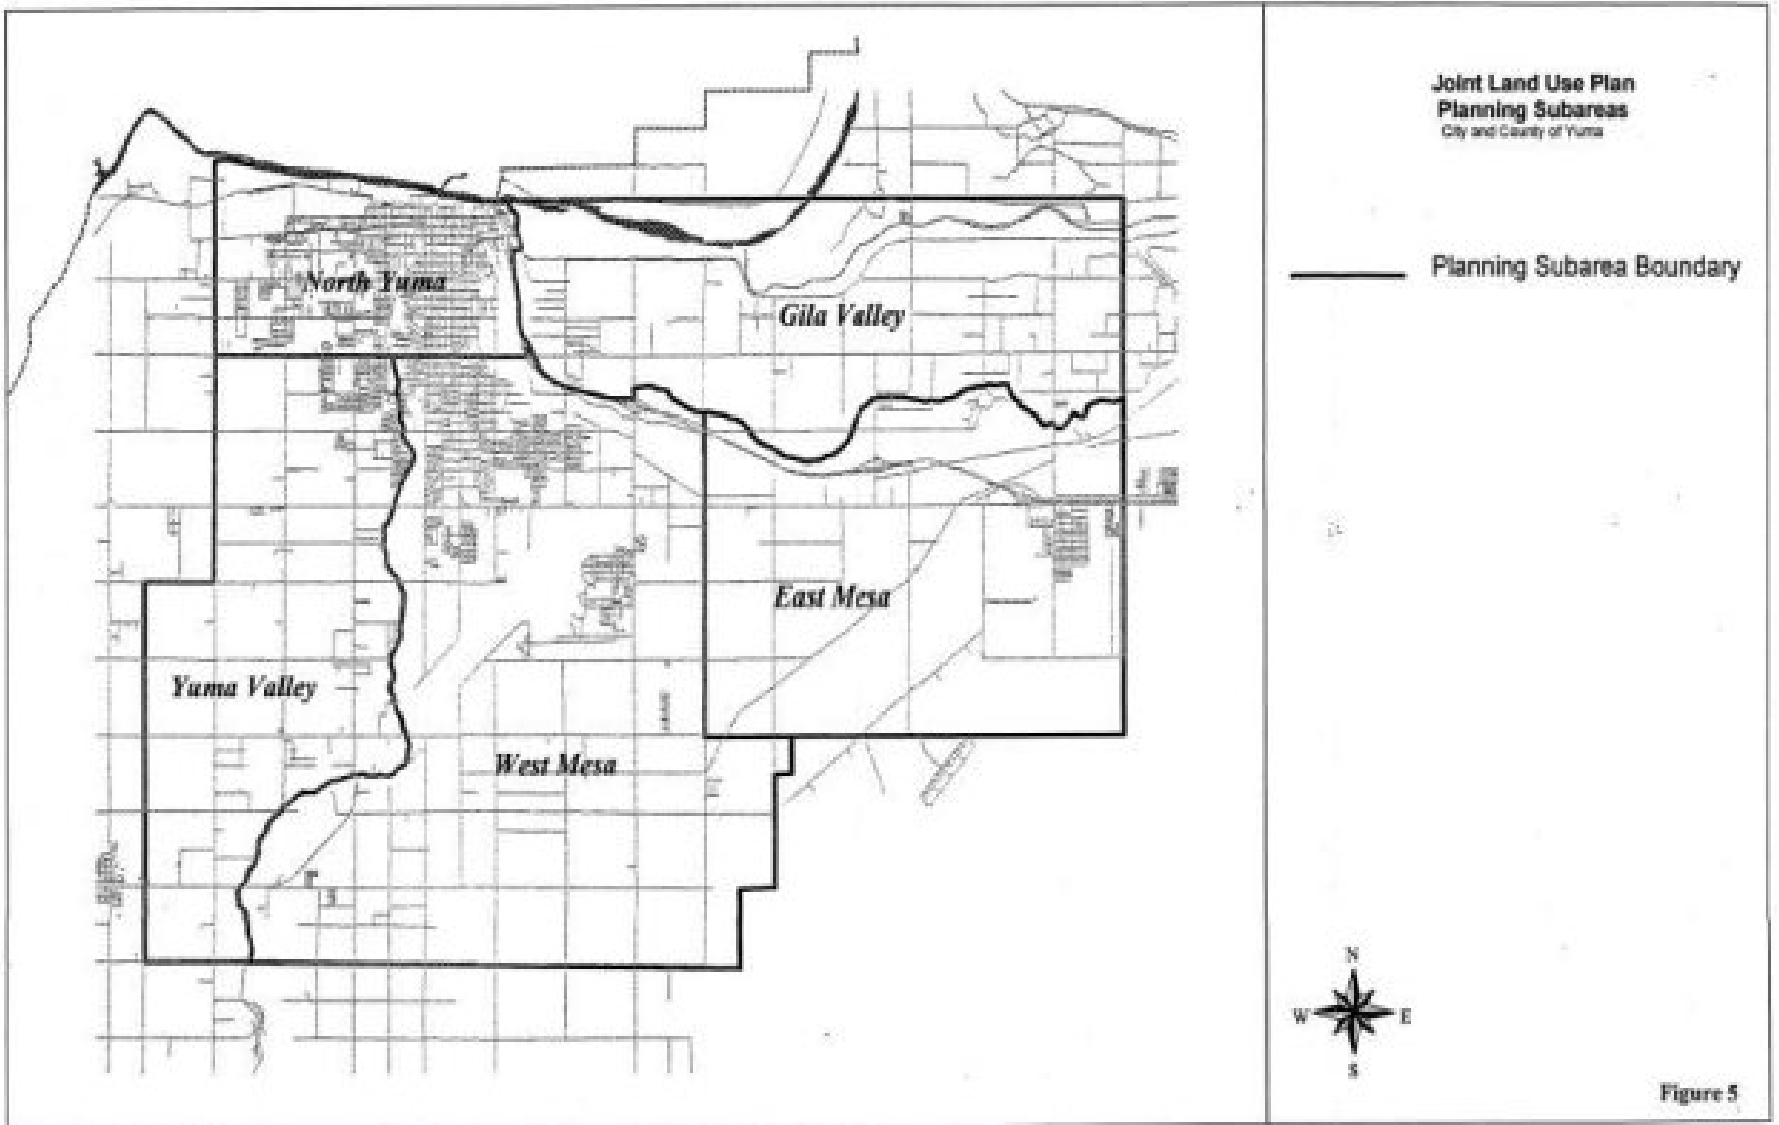 Joint Land Use Plan
Planning Subareas
City and County of Yuma
Planning Subarea Boundary
North Yuma
Gila Valley
East Mesa
Yuma Valley
West Mesa
N
W E
S
Figure 5